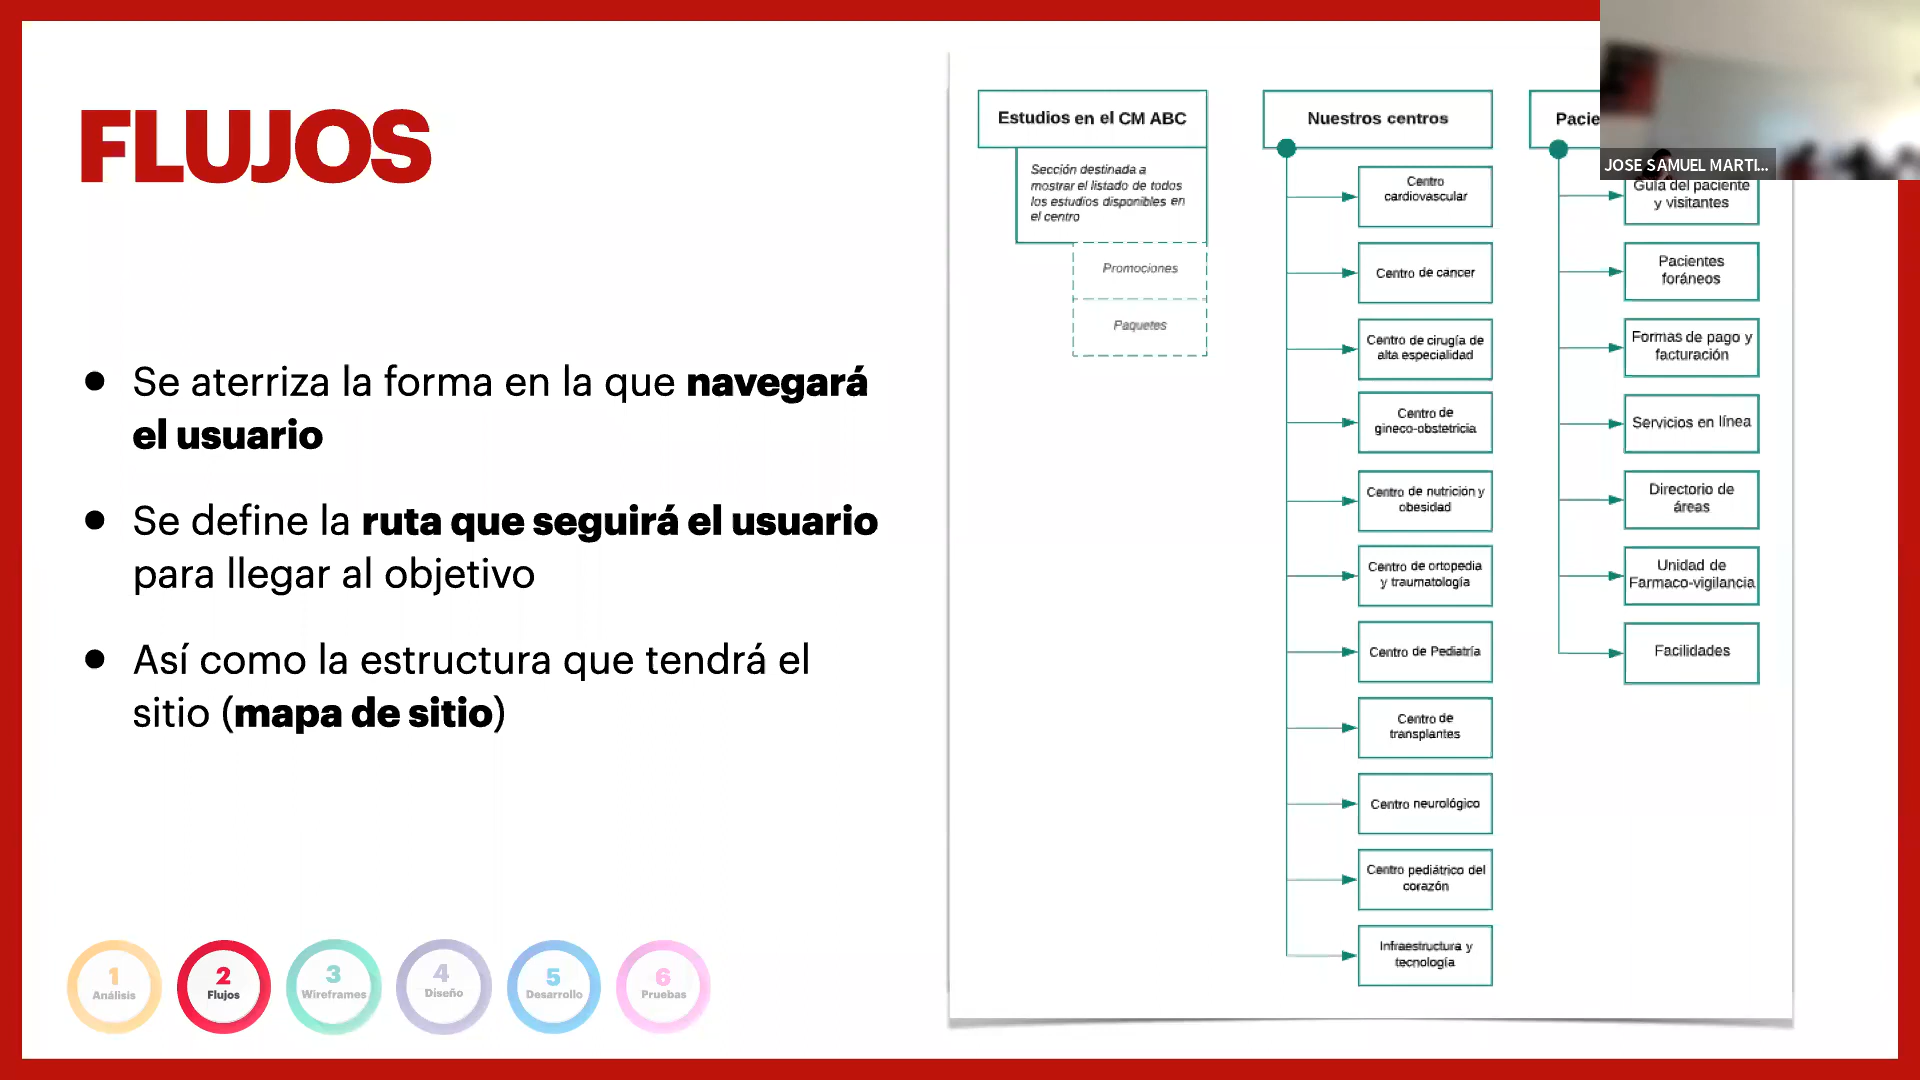 FLUJOS
● Se aterriza la forma en la que navegará
el usuario
● Se define la ruta que seguirá el usuario
para llegar al objetivo
● Así como la estructura que tendrá el
sitio (mapa de sitio)
1
Análisis
2
Flujos
3
Wireframes
4
Diseño
5
Desarrollo
6
Pruebas
Estudios en el CM ABC
Sección destinada a
mostrar el listado de todos
los estudios disponibles en
el centro
Promociones
Paquetes
Nuestros centros
Centro
cardiovascular
Centro de cancer
Centro de cirugía de
alta especialidad
Centro de
gineco-obstetricia
Centro de nutrición y
obesidad
Centro de ortopedia
y traumatología
Centro de Pediatría
Centro de
transplantes
Centro neurológico
Centro pediátrico del
corazón
Infraestructura y
tecnología
Pacie
Guía del paciente
y visitantes
Pacientes
foráneos
Formas de pago y
facturación
Servicios en línea
Directorio de
áreas
Unidad de
Farmaco-vigilancia
Facilidades
JOSE SAMUEL MARTI...